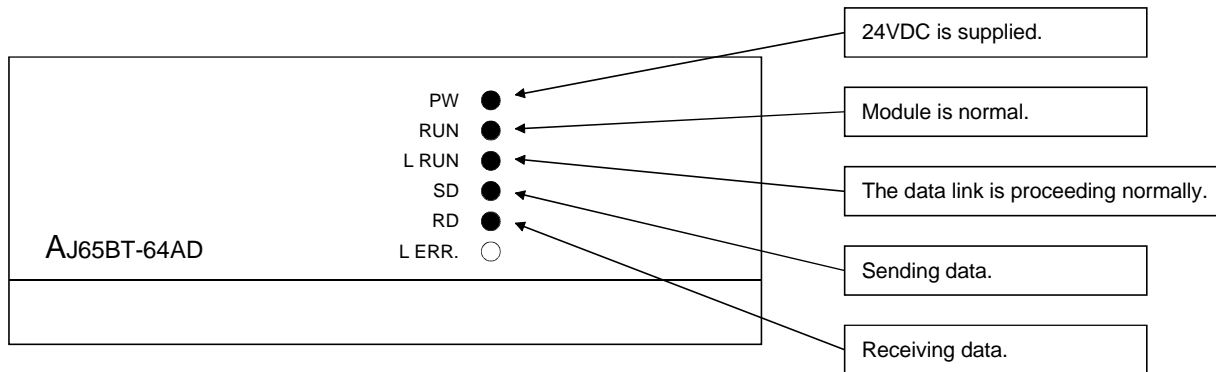 24VDC is supplied.
PW
Module is normal.
RUN
L RUN
The data link is proceeding normally.
SD
RD
AJ65BT-64AD
L ERR.
Sending data.
Receiving data.